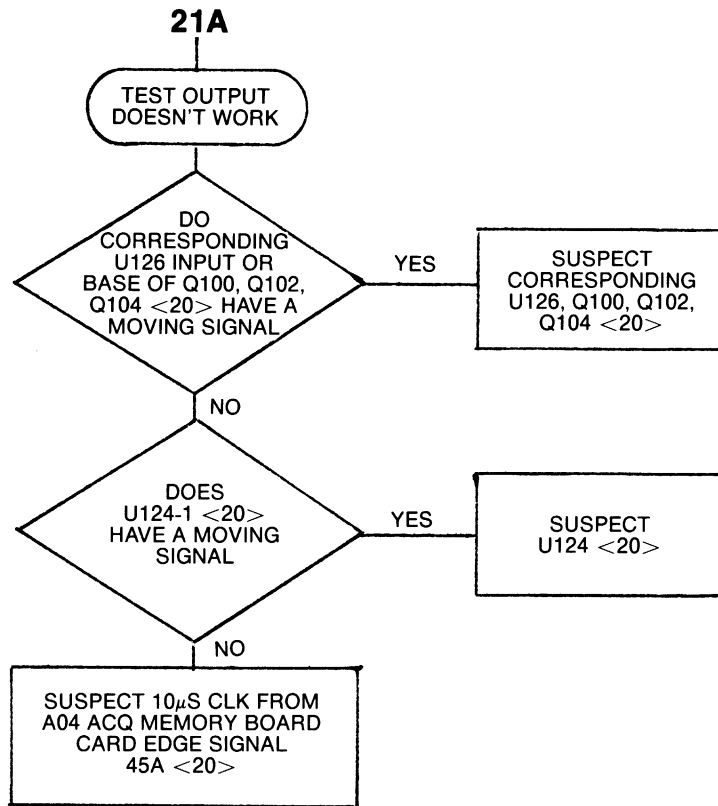 21A
TEST OUTPUT
DOESN'T WORK
DO
CORRESPONDING
U126 INPUT OR
BASE OF Q100, Q102,
Q104 <20> HAVE A
MOVING SIGNAL
YES
SUSPECT
CORRESPONDING
U126, Q100, Q102,
Q104 <20>
NO
DOES
U124-1 <20>
HAVE A MOVING
SIGNAL
YES
SUSPECT
U124 <20>
NO
SUSPECT 10µS CLK FROM
A04 ACQ MEMORY BOARD
CARD EDGE SIGNAL
45A <20>